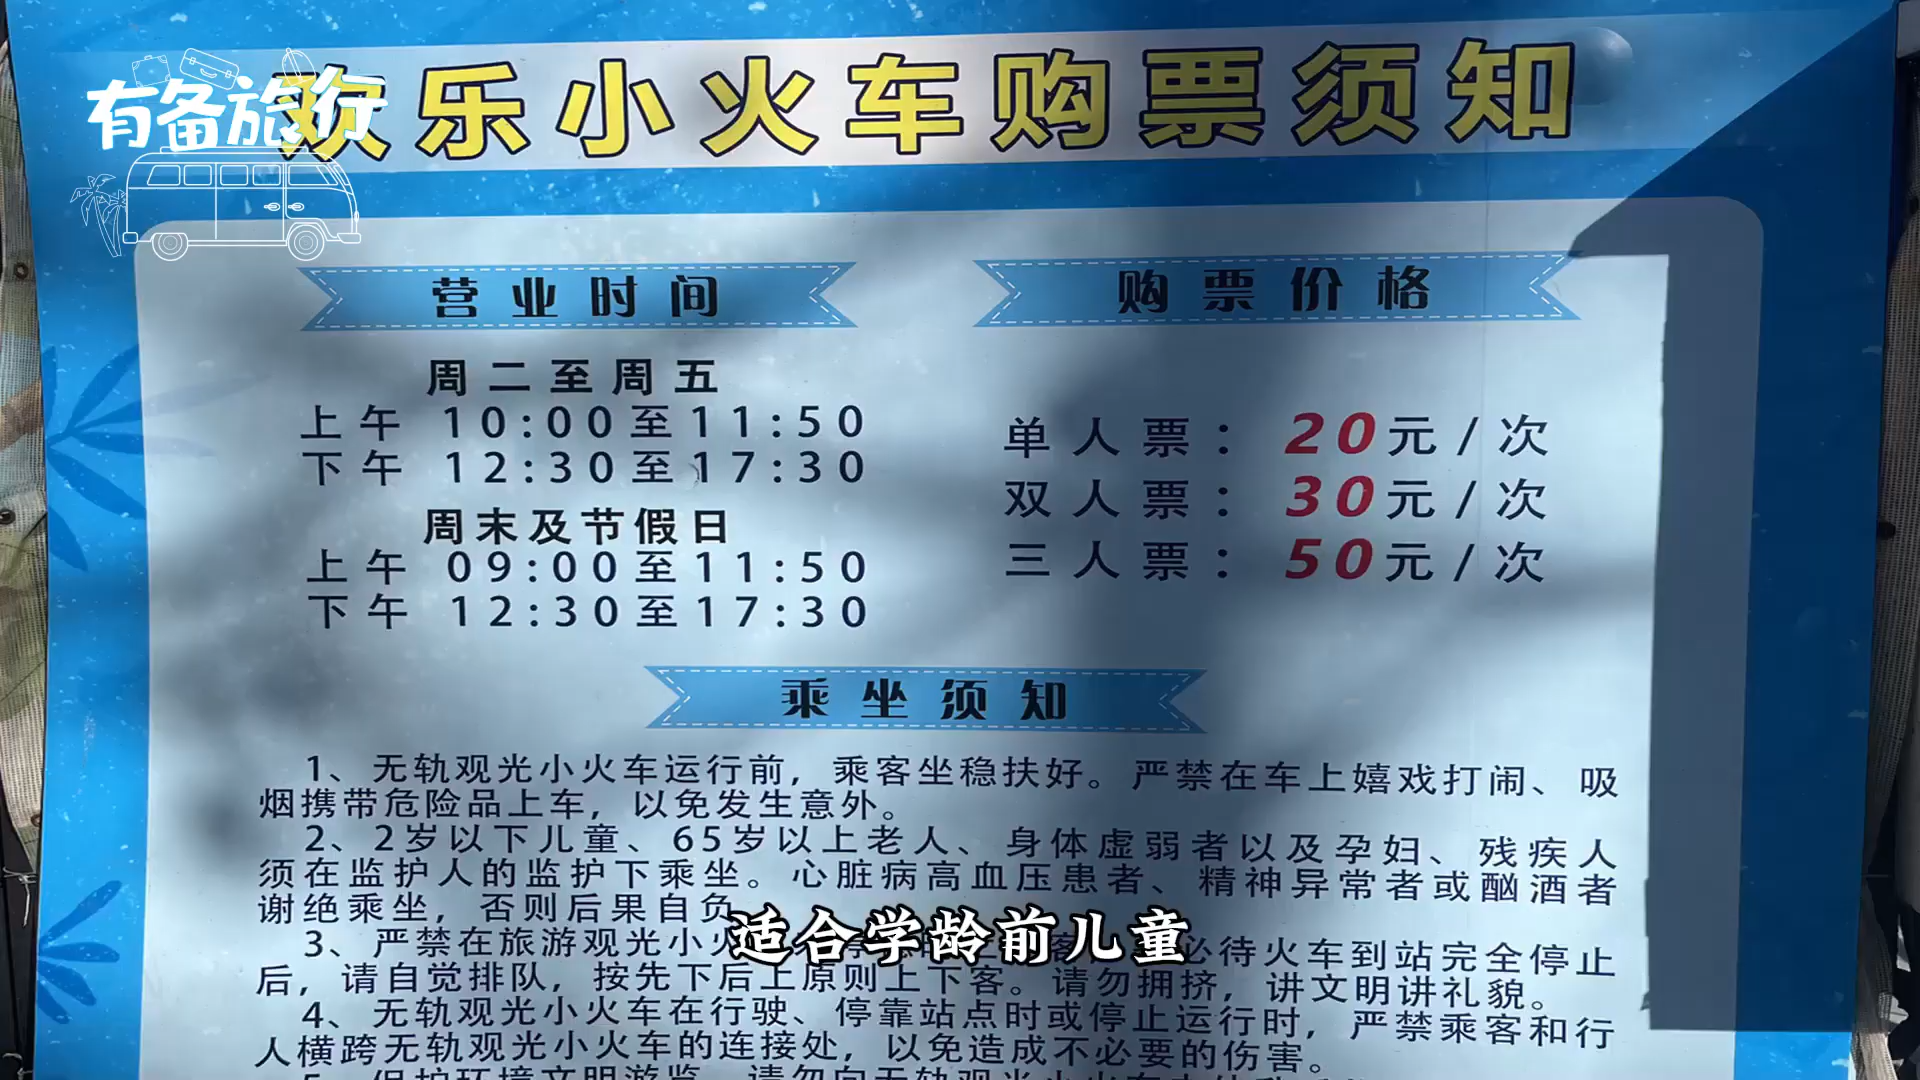 有备旅行
欢乐小火车购票须知
营业时间
周二至周五
上午 10:00至11:50
下午 12:30至17:30
周末及节假日
上午 09:00至11:50
下午 12:30至17:30
购票价格
单人票：20元/次
双人票：30元/次
三人票：50元/次
乘坐须知
1、无轨观光小火车运行前，乘客坐稳扶好。严禁在车上嬉戏打闹、吸
烟携带危险品上车，以免发生意外。
2、2岁以下儿童、65岁以上老人、身体虚弱者以及孕妇、残疾人
须在监护人的监护下乘坐。心脏病高血压患者、精神异常者或酗酒者
谢绝乘坐，否则后果自负
3、严禁在旅游观光小火 必待火车到站完全停止
后，请自觉排队，按先下后上原则上下客。请勿拥挤，讲文明讲礼貌。
4、无轨观光小火车在行驶、停靠站点时或停止运行时，严禁乘客和行
人横跨无轨观光小火车的连接处，以免造成不必要的伤害。
适合学龄前儿童